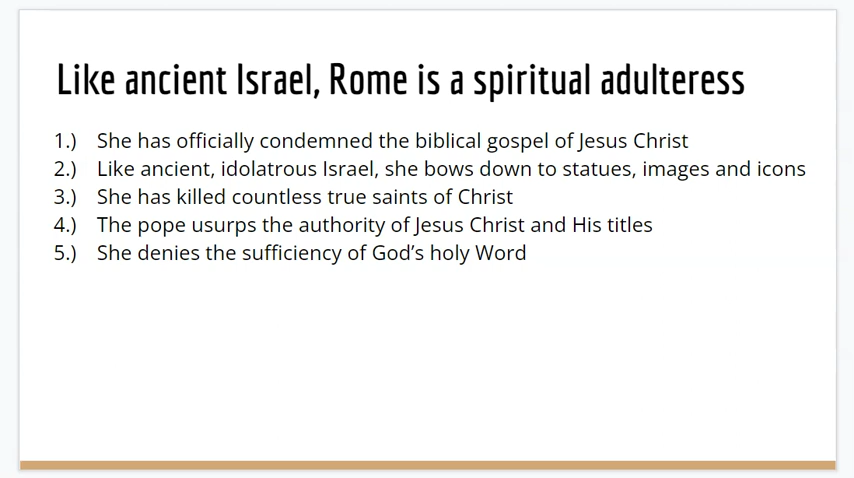 Like ancient Israel, Rome is a spiritual adulteress
1.) She has officially condemned the biblical gospel of Jesus Christ
2.) Like ancient, idolatrous Israel, she bows down to statues, images and icons
3.) She has killed countless true saints of Christ
4.) The pope usurps the authority of Jesus Christ and His titles
5.) She denies the sufficiency of God’s holy Word